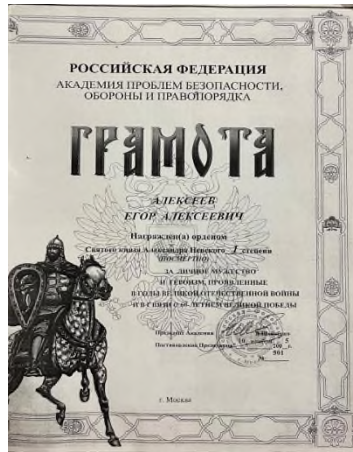 РОССИЙСКАЯ ФЕДЕРАЦИЯ
АКАДЕМИЯ ПРОБЛЕМ БЕЗОПАСНОСТИ,
ОБОРОНЫ И ПРАВОПОРЯДКА
ГРАМОТА
АЛЕКСЕЕВ
ЕГОР АЛЕКСЕЕВИЧ
Награжден(а) орденом
Святого князя Александра Невского 1 степени
(ПОСМЕРТНО)
ЗА ЛИЧНОЕ МУЖЕСТВО
И ГЕРОИЗМ, ПРОЯВЛЕННЫЕ
В ГОДЫ ВЕЛИКОЙ ОТЕЧЕСТВЕННОЙ ВОЙНЫ
И В СВЯЗИ С 60-ЛЕТИЕМ ВЕЛИКОЙ ПОБЕДЫ
Президент Академии
Постановление Президиума
г. Москва